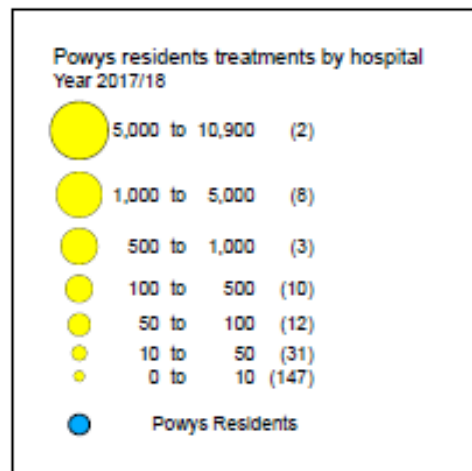 Powys residents treatments by hospital
Year 2017/18
5,000 to 10,900 (2)
1,000 to 5,000 (8)
500 to 1,000 (3)
100 to 500 (10)
50 to 100 (12)
10 to 50 (31)
0 to 10 (147)
Powys Residents